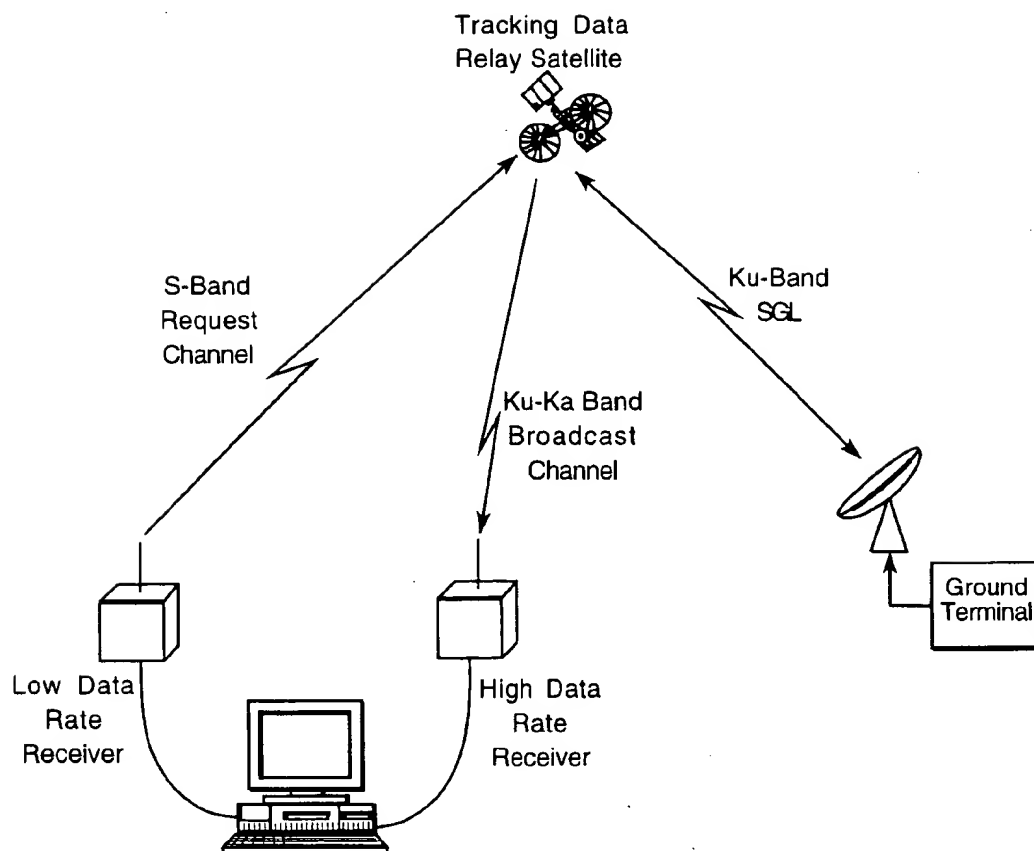 Tracking Data
Relay Satellite
S-Band
Request
Channel
Ku-Band
SGL
Ku-Ka Band
Broadcast
Channel
Ground
Terminal
Low Data
Rate
Receiver
High Data
Rate
Receiver